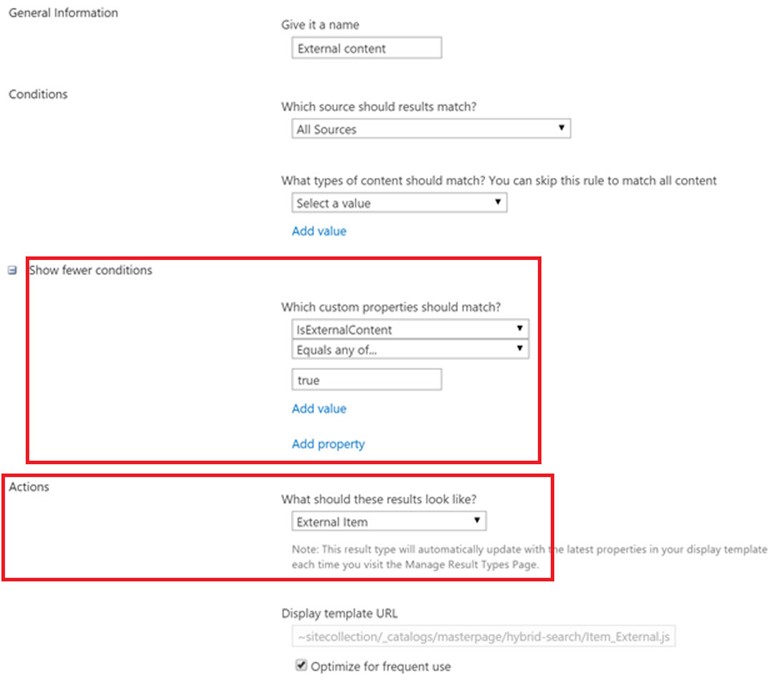 General Information
Give it a name
External content
Conditions
Which source should results match?
All Sources
What types of content should match? You can skip this rule to match all content
Select a value
Add value
Show fewer conditions
Which custom properties should match?
IsExternalContent
Equals any of...
true
Add value
Add property
Actions
What should these results look like?
External Item
Note: This result type will automatically update with the latest properties in your display template
each time you visit the Manage Result Types Page.
Display template URL
~sitecollection/_catalogs/masterpage/hybrid-search/Item_External.js
Optimize for frequent use